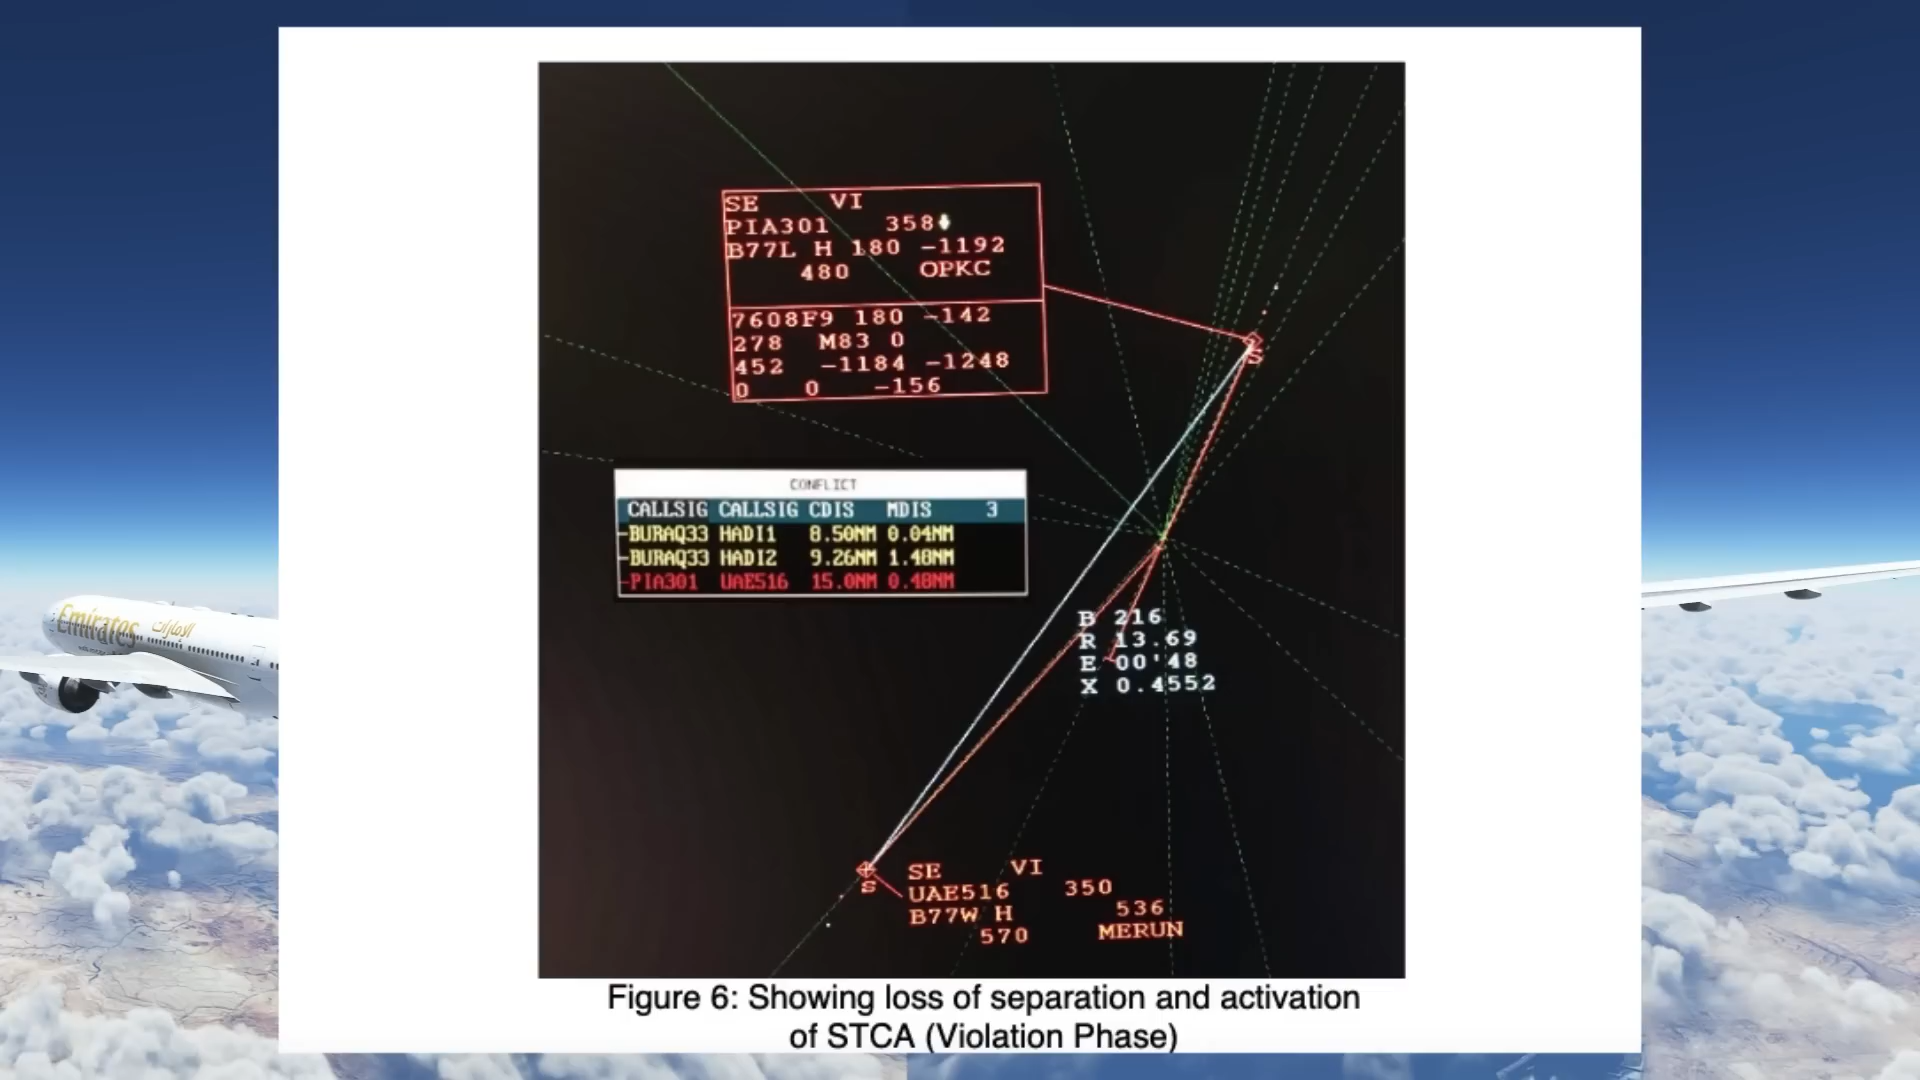 SE VI
PIA301 358
B77L H 180 -1192
480 OPKC
7608F9 180 -142
278 M83 0
452 -1184 -1248
0 0 -156
CONFLICT
CALLSIG CALLSIG CDIS MDIS 3
BURAQ33 HADI1 8.50NM 0.04NM
BURAQ33 HADI2 9.26NM 1.48NM
PIA301 UAE516 15.0NM 0.48NM
S
B 216
R 13.69
E 00'48
X 0.4552
Emirates الإمارات
S
SE VI
UAE516 350
B77W H 536
570 MERUN
Figure 6: Showing loss of separation and activation
of STCA (Violation Phase)